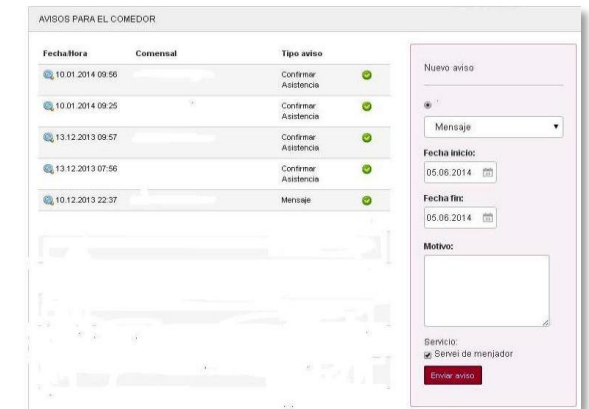 AVISOS PARA EL COMEDOR
Fecha/Hora Comensal Tipo aviso
10.01.2014 09:56 Confirmar
Asistencia
10.01.2014 09:25 Confirmar
Asistencia
13.12.2013 09:57 Confirmar
Asistencia
13.12.2013 07:56 Confirmar
Asistencia
10.12.2013 22:37 Mensaje
Nuevo aviso
Mensaje
Fecha inicio:
05.06.2014
Fecha fin:
05.06.2014
Motivo:
Servicio:
Servei de menjador
Enviar aviso